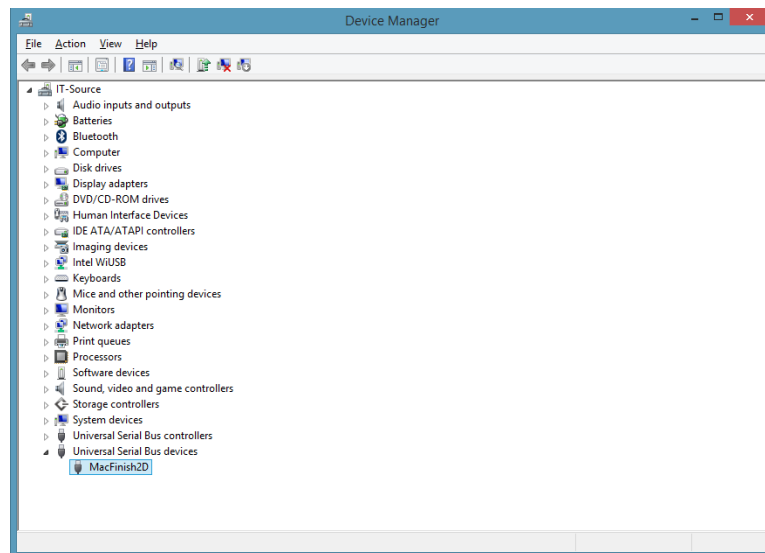 Device Manager
File Action View Help
IT-Source
Audio inputs and outputs
Batteries
Bluetooth
Computer
Disk drives
Display adapters
DVD/CD-ROM drives
Human Interface Devices
IDE ATA/ATAPI controllers
Imaging devices
Intel WiUSB
Keyboards
Mice and other pointing devices
Monitors
Network adapters
Print queues
Processors
Software devices
Sound, video and game controllers
Storage controllers
System devices
Universal Serial Bus controllers
Universal Serial Bus devices
MacFinish2D